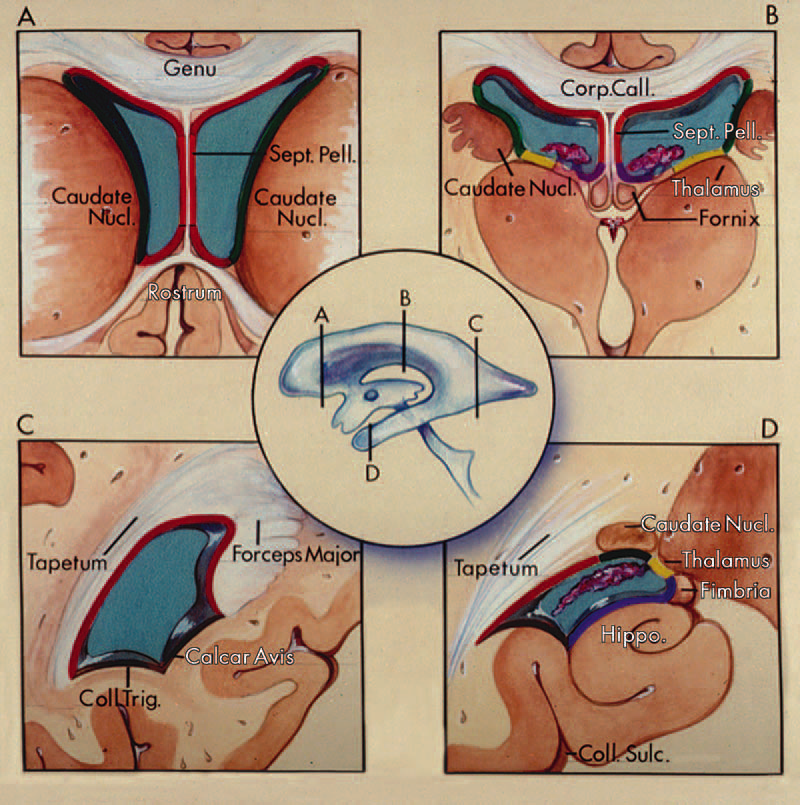 A
B
Genu
Sept. Pell.
Caudate
Nucl.
Caudate
Nucl.
Rostrum
Corp.Call.
Sept. Pell.
Caudate Nucl.
Thalamus
Fornix
A
B
C
D
C
D
Tapetum
Forceps Major
Calcar Avis
Coll.Trig.
Caudate Nucl.
Tapetum
Thalamus
Fimbria
Hippo.
Coll. Sulc.